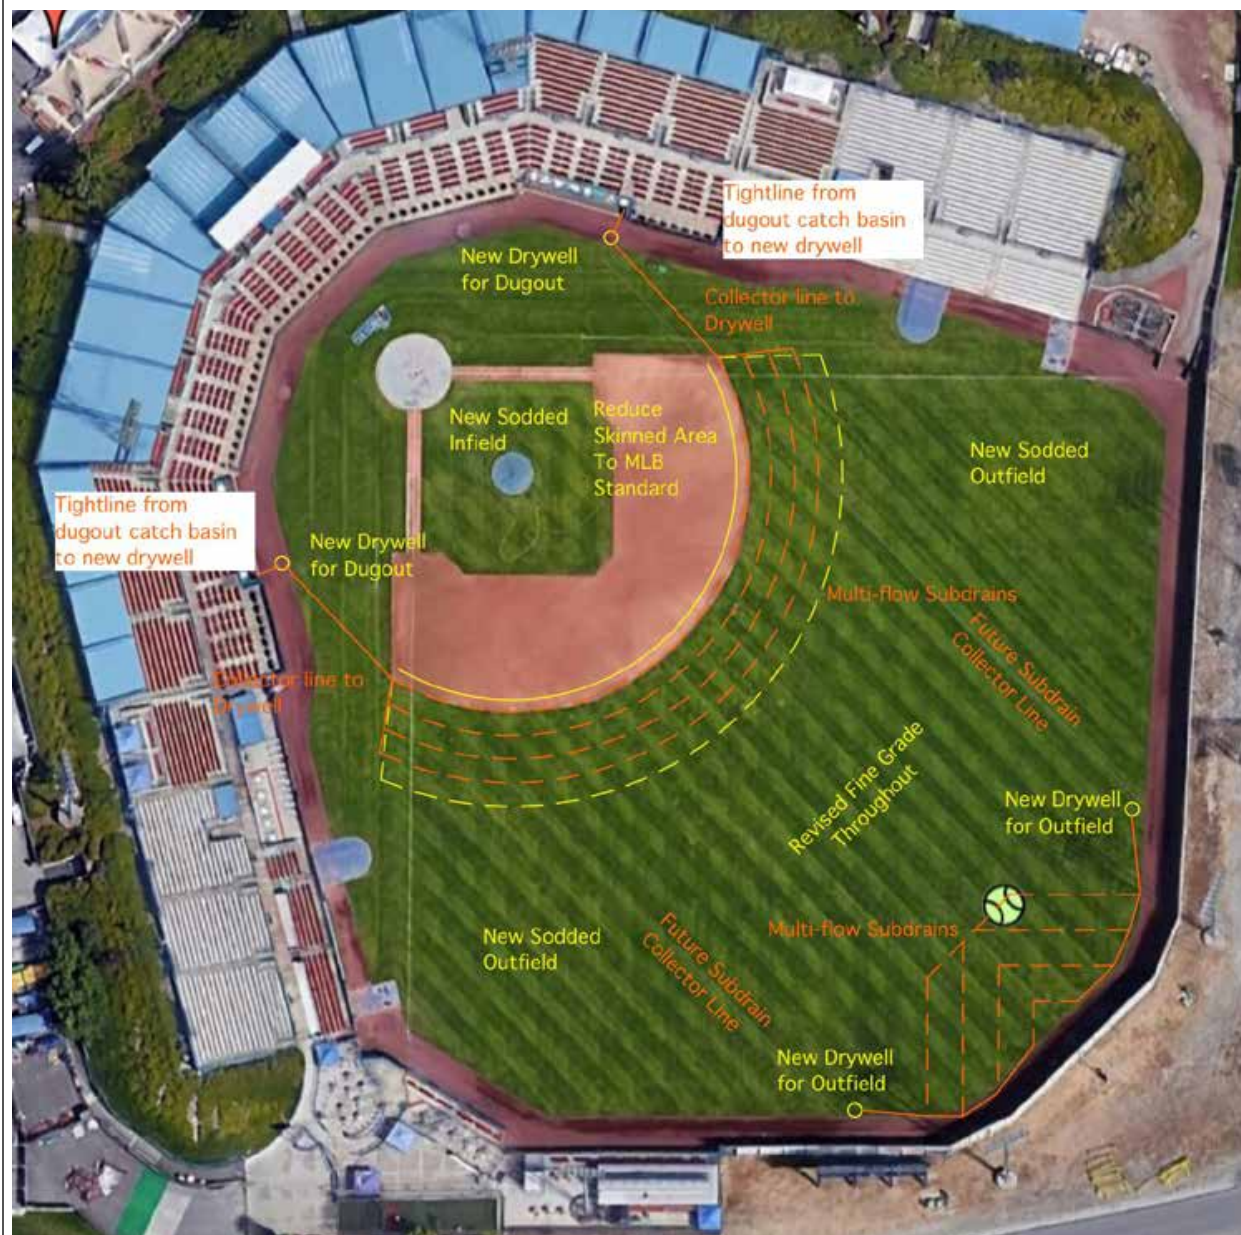 Tightline from
dugout catch basin
to new drywell
New Drywell
for Dugout
Collector line to
Drywell
New Sodded
Infield
Reduce
Skinned Area
To MLB
Standard
New Sodded
Outfield
Tightline from
dugout catch basin
to new drywell
New Drywell
for Dugout
Multi-flow Subdrains
Future Subdrain
Collector Line
Collector line to
Drywell
Revised Fine Grade
Throughout
New Drywell
for Outfield
Multi-flow Subdrains
New Sodded
Outfield
Future Subdrain
Collector Line
New Drywell
for Outfield